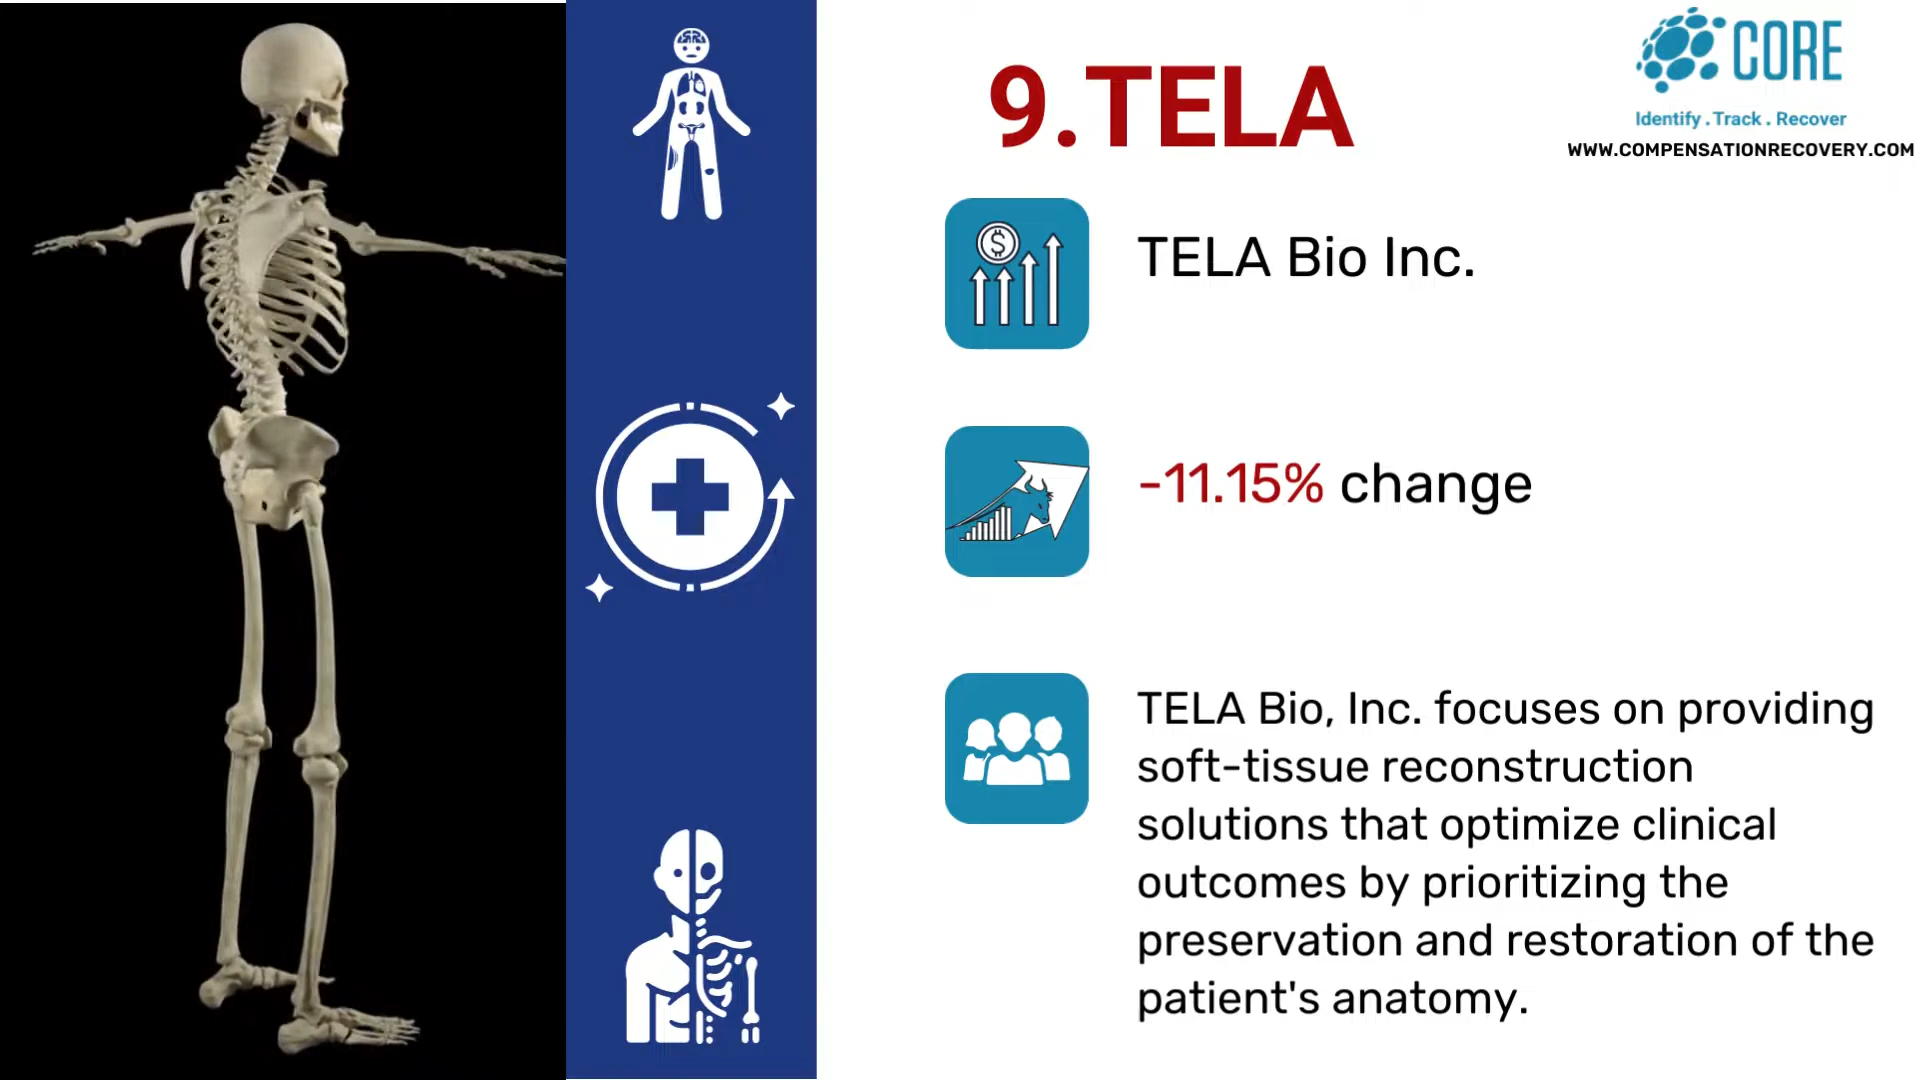 9.TELA
CORE
Identify . Track . Recover
WWW.COMPENSATIONRECOVERY.COM
$
TELA Bio Inc.
-11.15% change
TELA Bio, Inc. focuses on providing
soft-tissue reconstruction
solutions that optimize clinical
outcomes by prioritizing the
preservation and restoration of the
patient's anatomy.